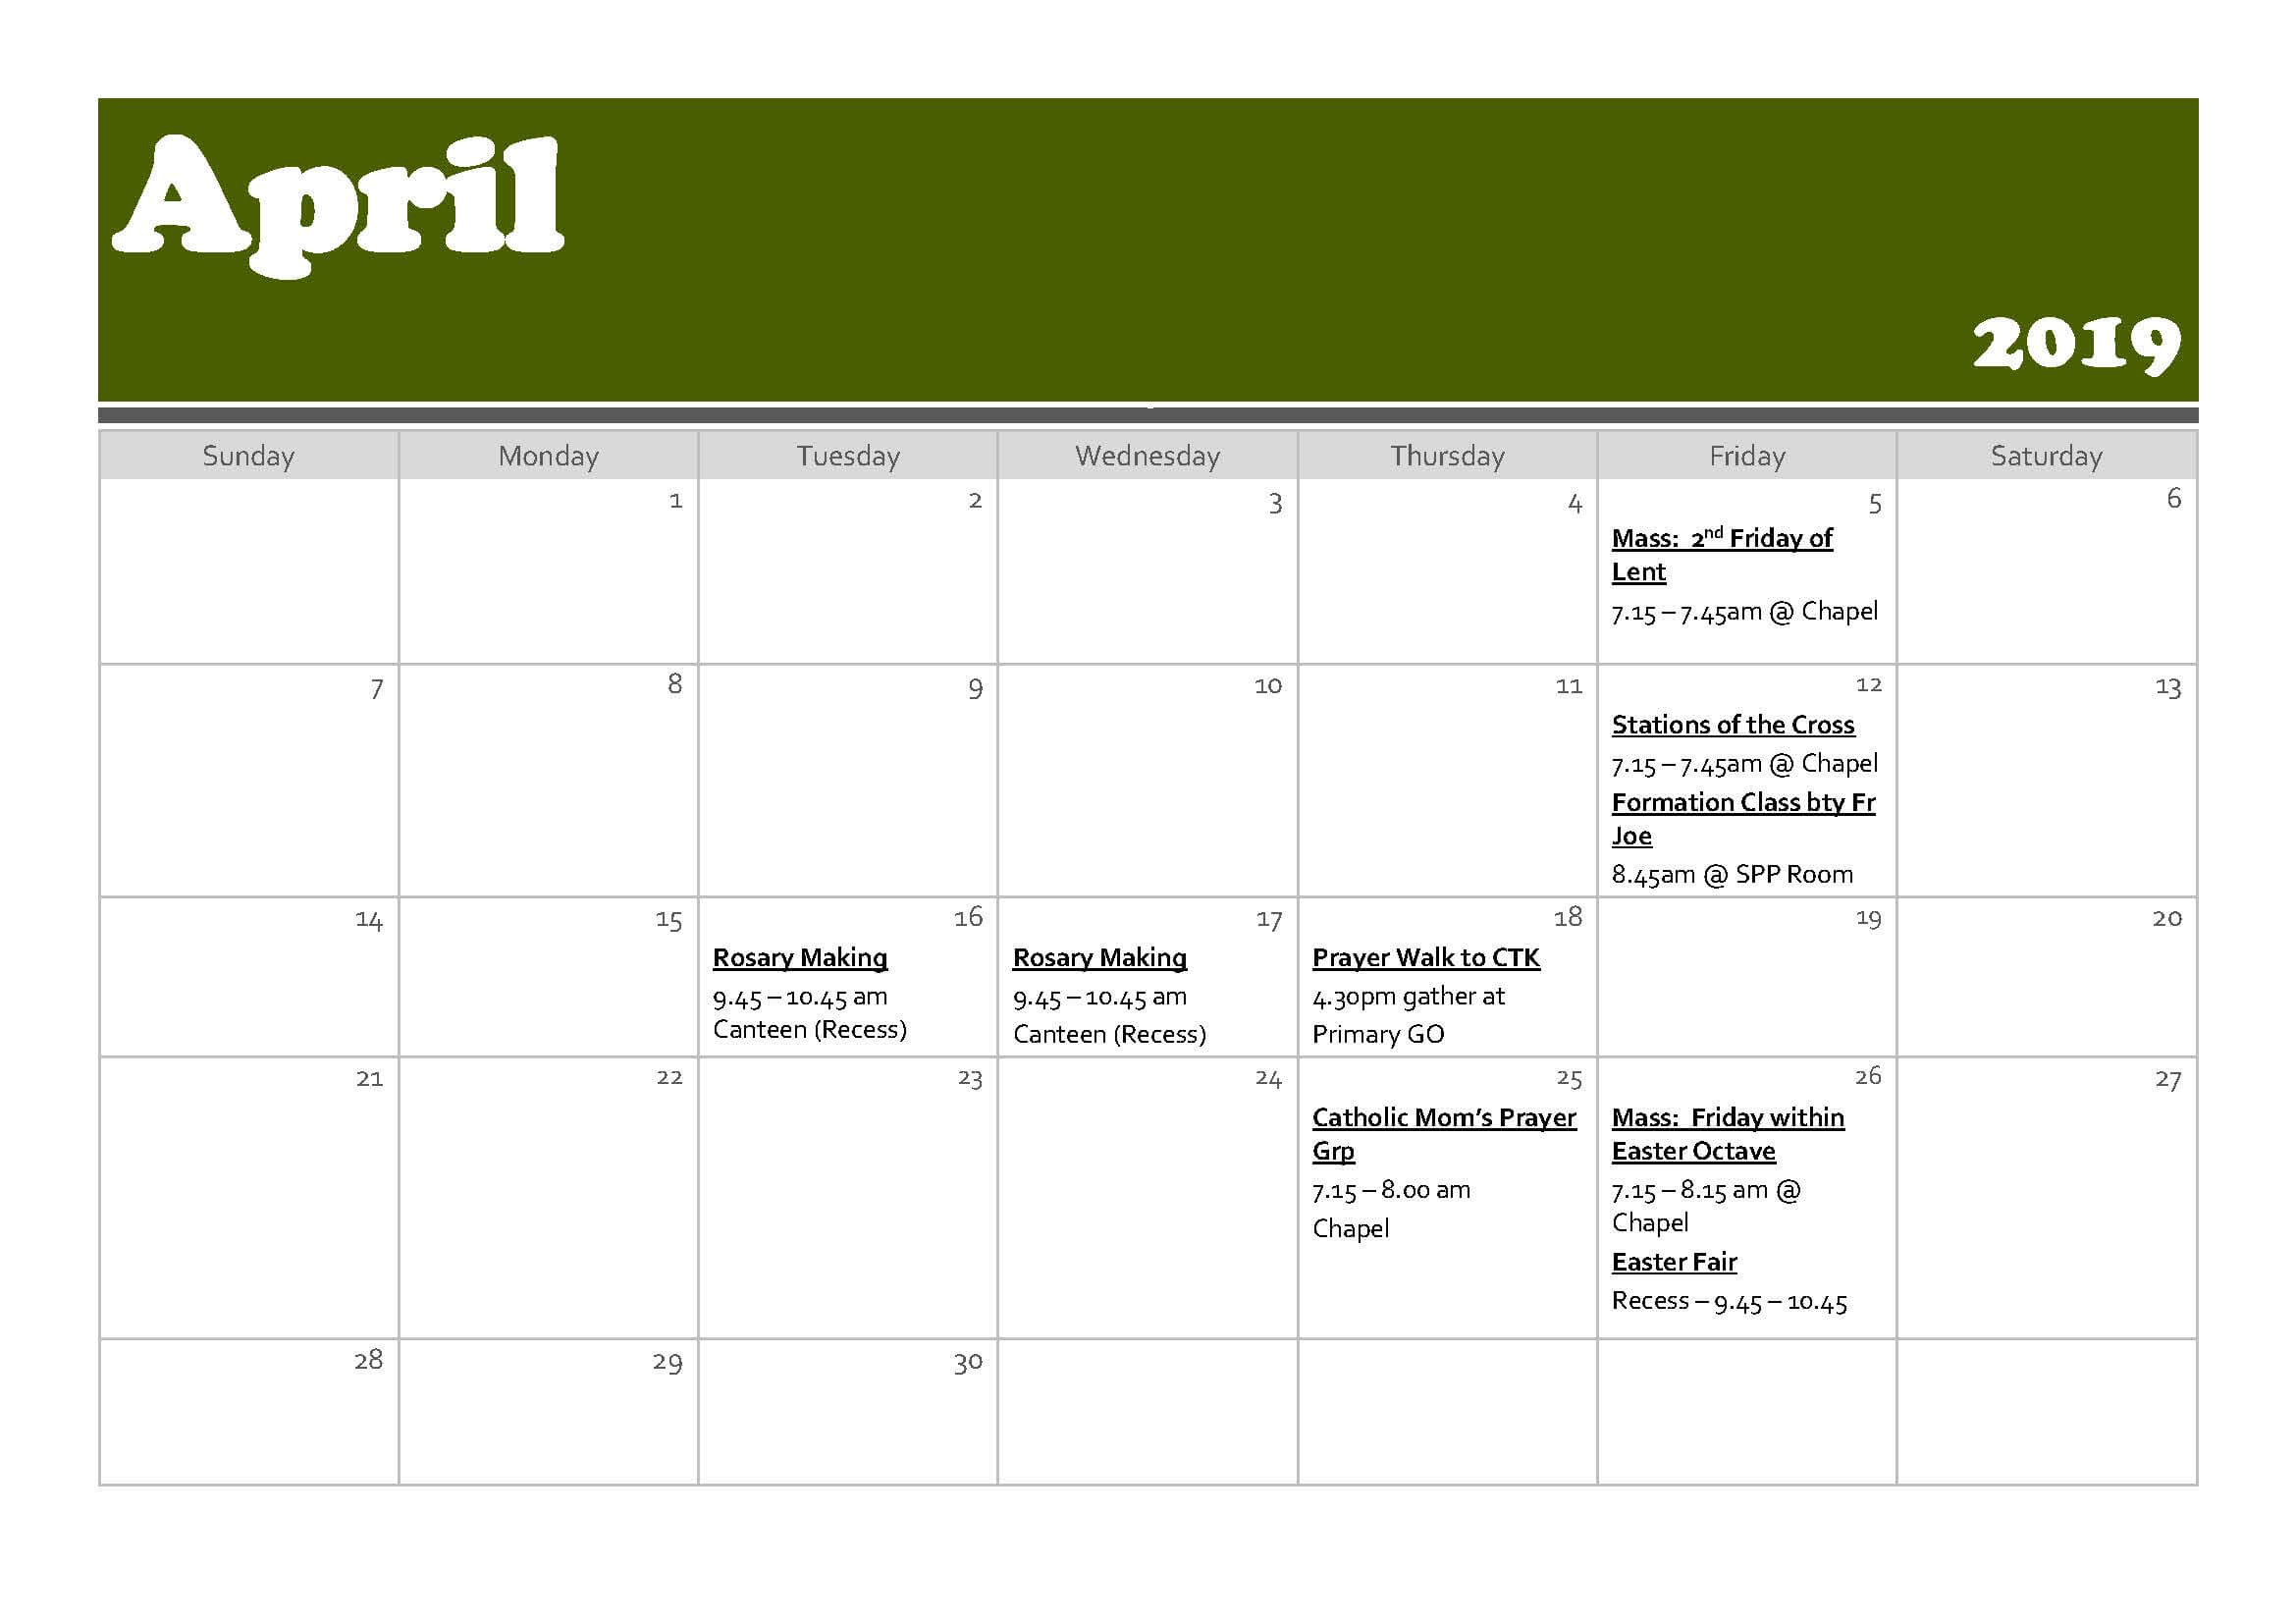 April
2019
Sunday Monday Tuesday Wednesday Thursday Friday Saturday
1 2 3 4 5 6
Mass:  2nd Friday of
Lent
7.15 – 7.45am @ Chapel
7 8 9 10 11 12 13
Stations of the Cross
7.15 – 7.45am @ Chapel
Formation Class bty Fr
Joe
8.45am @ SPP Room
14 15 16 17 18 19 20
Rosary Making
9.45 – 10.45 am
Canteen (Recess)
Rosary Making
9.45 – 10.45 am
Canteen (Recess)
Prayer Walk to CTK
4.30pm gather at
Primary GO
21 22 23 24 25 26 27
Catholic Mom’s Prayer
Grp
7.15 – 8.00 am
Chapel
Mass:  Friday within
Easter Octave
7.15 – 8.15 am @
Chapel
Easter Fair
Recess – 9.45 – 10.45
28 29 30